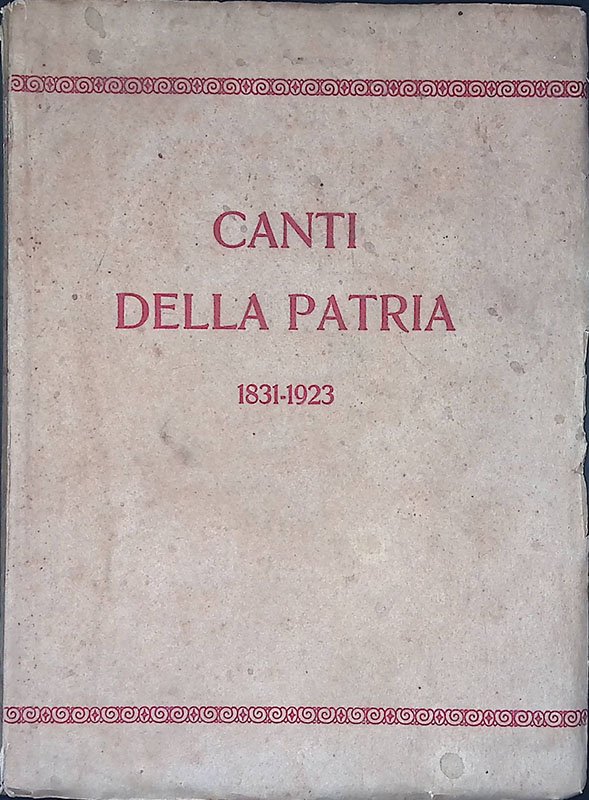 CANTI
DELLA PATRIA
1831-1923